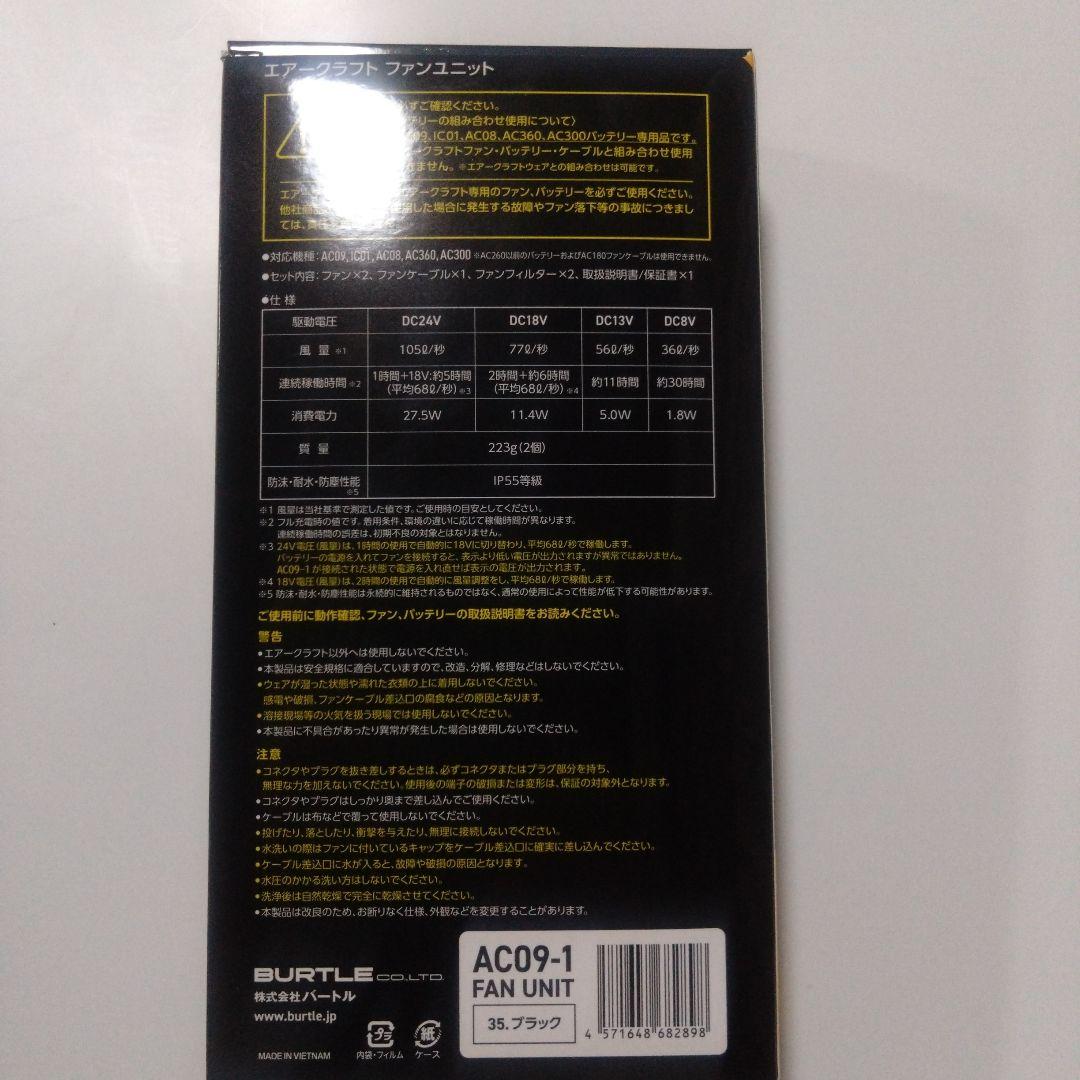 エアークラフト ファンユニット
必ずご確認ください。
テリーの組み合わせ使用について〉
09、IC01、AC08、AC360、AC300バッテリー専用品です。
ークラフトファン・バッテリー・ケーブルと組み合わせ使用
ません。※エアークラフトウェアとの組み合わせは可能です。
エアー アークラフト専用のファン、バッテリーを必ずご使用ください。
他社商 用した場合に発生する故障やファン落下等の事故につきまし
ては、責
●対応機種：AC09、IC01、AC08、AC360、AC300 ※AC260以前のバッテリーおよびAC180ファンケーブルは使用できません。
●セット内容：ファン×2、ファンケーブル×1、ファンフィルター×2、取扱説明書/保証書×1
●仕 様
駆動電圧 DC24V DC18V DC13V DC8V
風 量 ※1 105ℓ/秒 77ℓ/秒 56ℓ/秒 36ℓ/秒
連続稼働時間 ※2 1時間＋18V：約5時間（平均68ℓ/秒）※3 2時間＋約6時間（平均68ℓ/秒）※4 約11時間 約30時間
消費電力 27.5W 11.4W 5.0W 1.8W
質 量 223g（2個）
防沫・耐水・防塵性能 ※5 IP55等級
※1 風量は当社基準で測定した値です。ご使用時の目安としてください。
※2 フル充電時の値です。着用条件、環境の違いに応じて稼働時間が異なります。
連続稼働時間の誤差は、初期不良の対象とはなりません。
※3 24V電圧（風量）は、1時間の使用で自動的に18Vに切り替わり、平均68ℓ/秒で稼働します。
バッテリーの電源を入れてファンを接続すると、表示より低い電圧が出力されますが異常ではありません。
AC09-1が接続された状態で電源を入れ直せば表示の電圧が出力されます。
※4 18V電圧（風量）は、2時間の使用で自動的に風量調整をし、平均68ℓ/秒で稼働します。
※5 防沫・耐水・防塵性能は永続的に維持されるものではなく、通常の使用によって性能が低下する可能性があります。
ご使用前に動作確認、ファン、バッテリーの取扱説明書をお読みください。
警告
●エアークラフト以外へは使用しないでください。
●本製品は安全規格に適合していますので、改造、分解、修理などはしないでください。
●ウェアが湿った状態や濡れた衣類の上に着用しないでください。
感電や破損、ファンケーブル差込口の腐食などの原因となります。
●溶接現場等の火気を扱う現場では使用しないでください。
●本製品に不具合があったり異常が発生した場合は使用しないでください。
注意
●コネクタやプラグを抜き差しするときは、必ずコネクタまたはプラグ部分を持ち、
無理な力を加えないでください。使用後の端子の破損または変形は、保証の対象外となります。
●コネクタやプラグはしっかり奥まで差し込んでご使用ください。
●ケーブルは布などで覆って使用しないでください。
●投げたり、落としたり、衝撃を与えたり、無理に接続しないでください。
●水洗いの際はファンに付いているキャップをケーブル差込口に確実に差し込んでください。
●ケーブル差込口に水が入ると、故障や破損の原因となります。
●水圧のかかる洗い方はしないでください。
●洗浄後は自然乾燥で完全に乾燥させてください。
●本製品は改良のため、お断りなく仕様、外観などを変更することがあります。
BURTLE CO.,LTD.
株式会社バートル
www.burtle.jp
MADE IN VIETNAM
プラ
内袋・フィルム
紙
ケース
AC09-1
FAN UNIT
35. ブラック
4 571648 682898